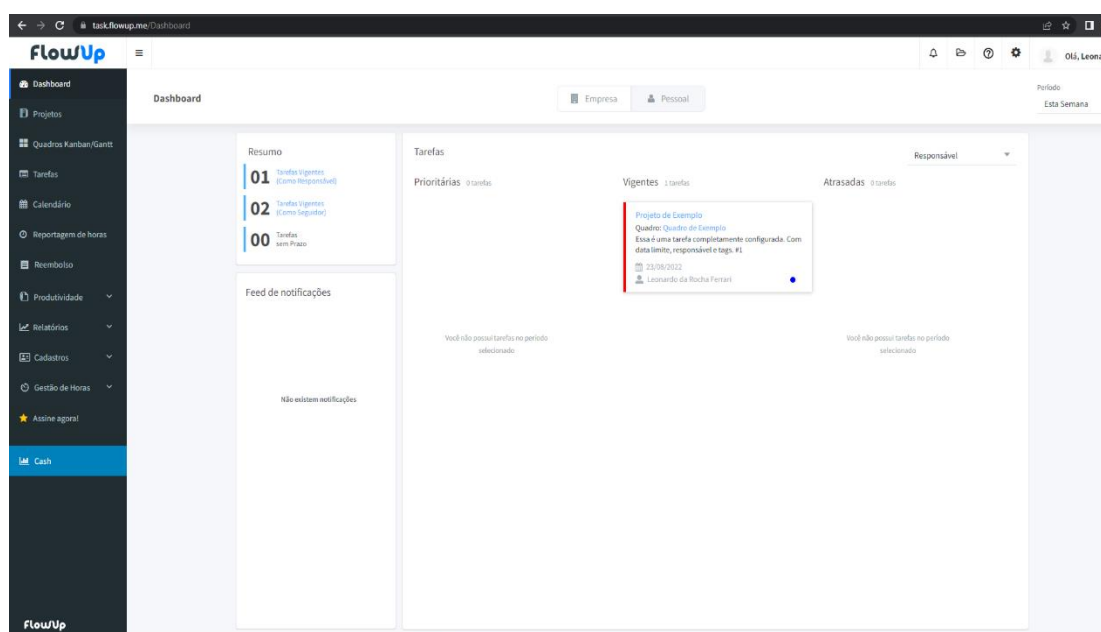 task.flowup.me/Dashboard
FlowUp
Olá, Leona
Dashboard
Projetos
Quadros Kanban/Gantt
Tarefas
Calendário
Reportagem de horas
Reembolso
Produtividade
Relatórios
Cadastros
Gestão de Horas
Assine agora!
Cash
FlowUp
Dashboard
Empresa
Pessoal
Período
Esta Semana
Resumo
01 Tarefas Vigentes
(Como Responsável)
02 Tarefas Vigentes
(Como Seguidor)
00 Tarefas
sem Prazo
Feed de notificações
Não existem notificações
Tarefas
Responsável
Prioritárias 0 tarefas
Você não possui tarefas no período
selecionado
Vigentes 1 tarefas
Projeto de Exemplo
Quadro: Quadro de Exemplo
Essa é uma tarefa completamente configurada. Com
data limite, responsável e tags. #1
23/08/2022
Leonardo da Rocha Ferrari
Atrasadas 0 tarefas
Você não possui tarefas no período
selecionado